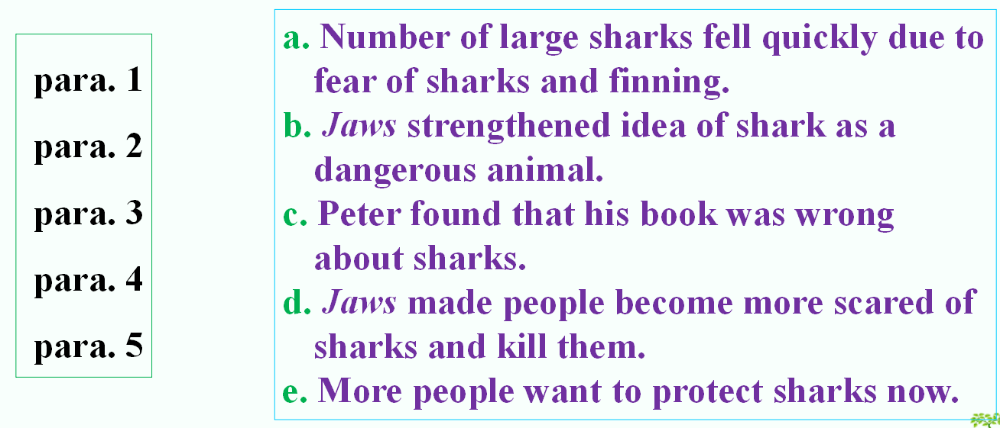 para. 1
para. 2
para. 3
para. 4
para. 5
a. Number of large sharks fell quickly due to
fear of sharks and finning.
b. Jaws strengthened idea of shark as a
dangerous animal.
c. Peter found that his book was wrong
about sharks.
d. Jaws made people become more scared of
sharks and kill them.
e. More people want to protect sharks now.